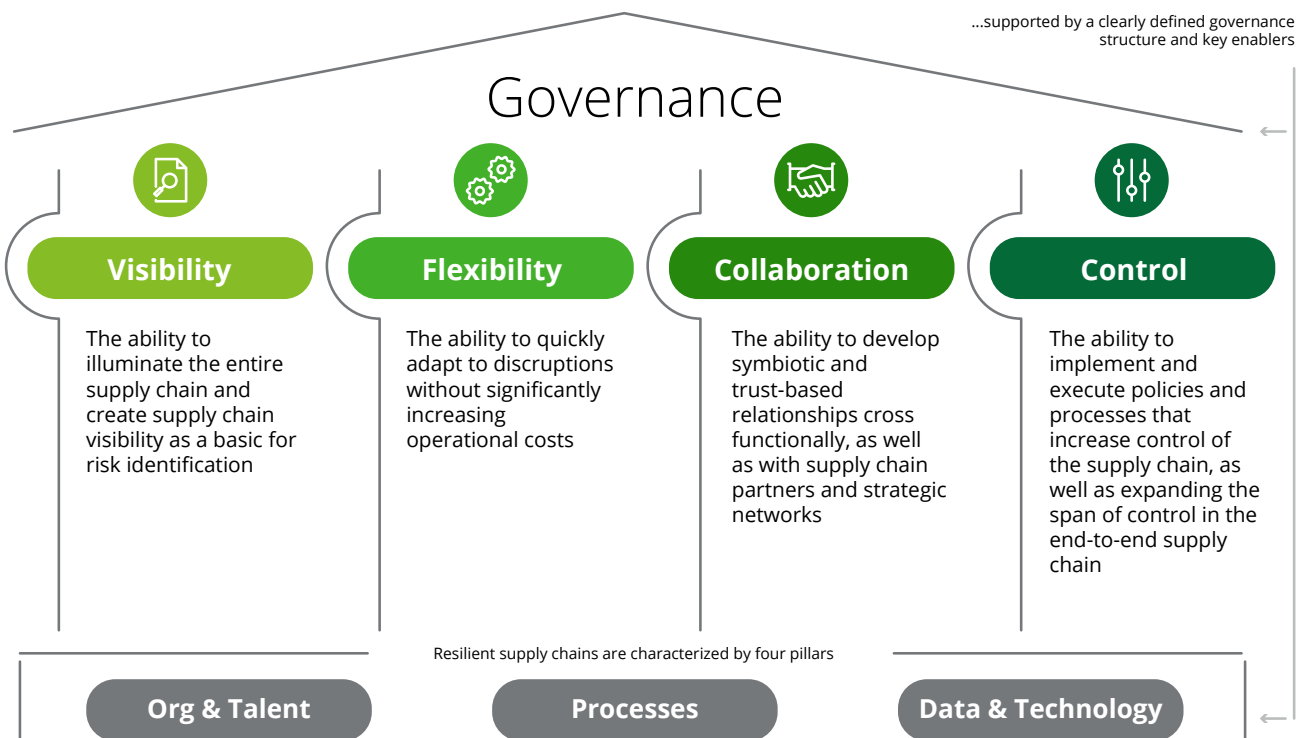 ...supported by a clearly defined governance
structure and key enablers
Governance
Visibility
The ability to
illuminate the entire
supply chain and
create supply chain
visibility as a basic for
risk identification
Flexibility
The ability to quickly
adapt to discruptions
without significantly
increasing
operational costs
Collaboration
The ability to develop
symbiotic and
trust-based
relationships cross
functionally, as well
as with supply chain
partners and strategic
networks
Control
The ability to
implement and
execute policies and
processes that
increase control of
the supply chain, as
well as expanding the
span of control in the
end-to-end supply
chain
Resilient supply chains are characterized by four pillars
Org & Talent
Processes
Data & Technology